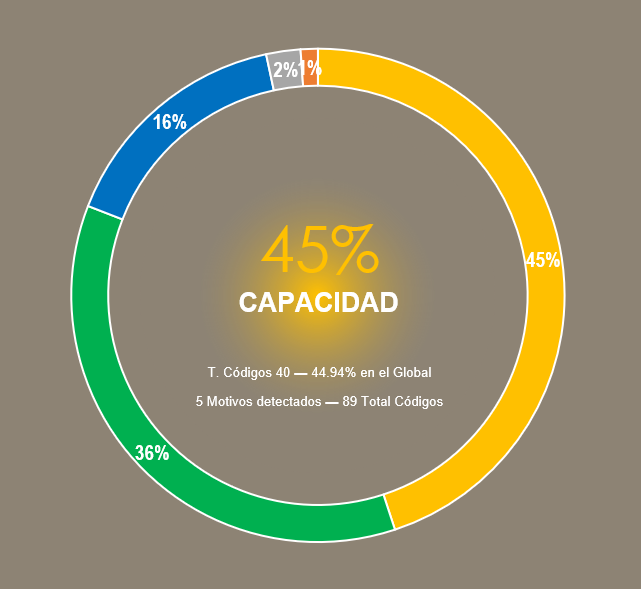 2%
1%
16%
45%
45%
CAPACIDAD
T. Códigos 40 — 44.94% en el Global
5 Motivos detectados — 89 Total Códigos
36%